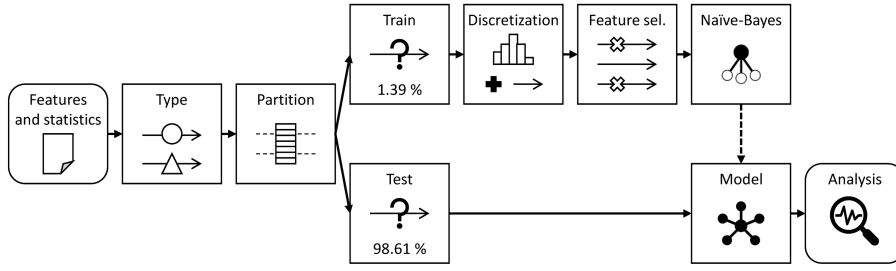 Features
and statistics
Type
Partition
Train
?
1.39 %
Discretization
Feature sel.
Naïve-Bayes
Test
?
98.61 %
Model
Analysis